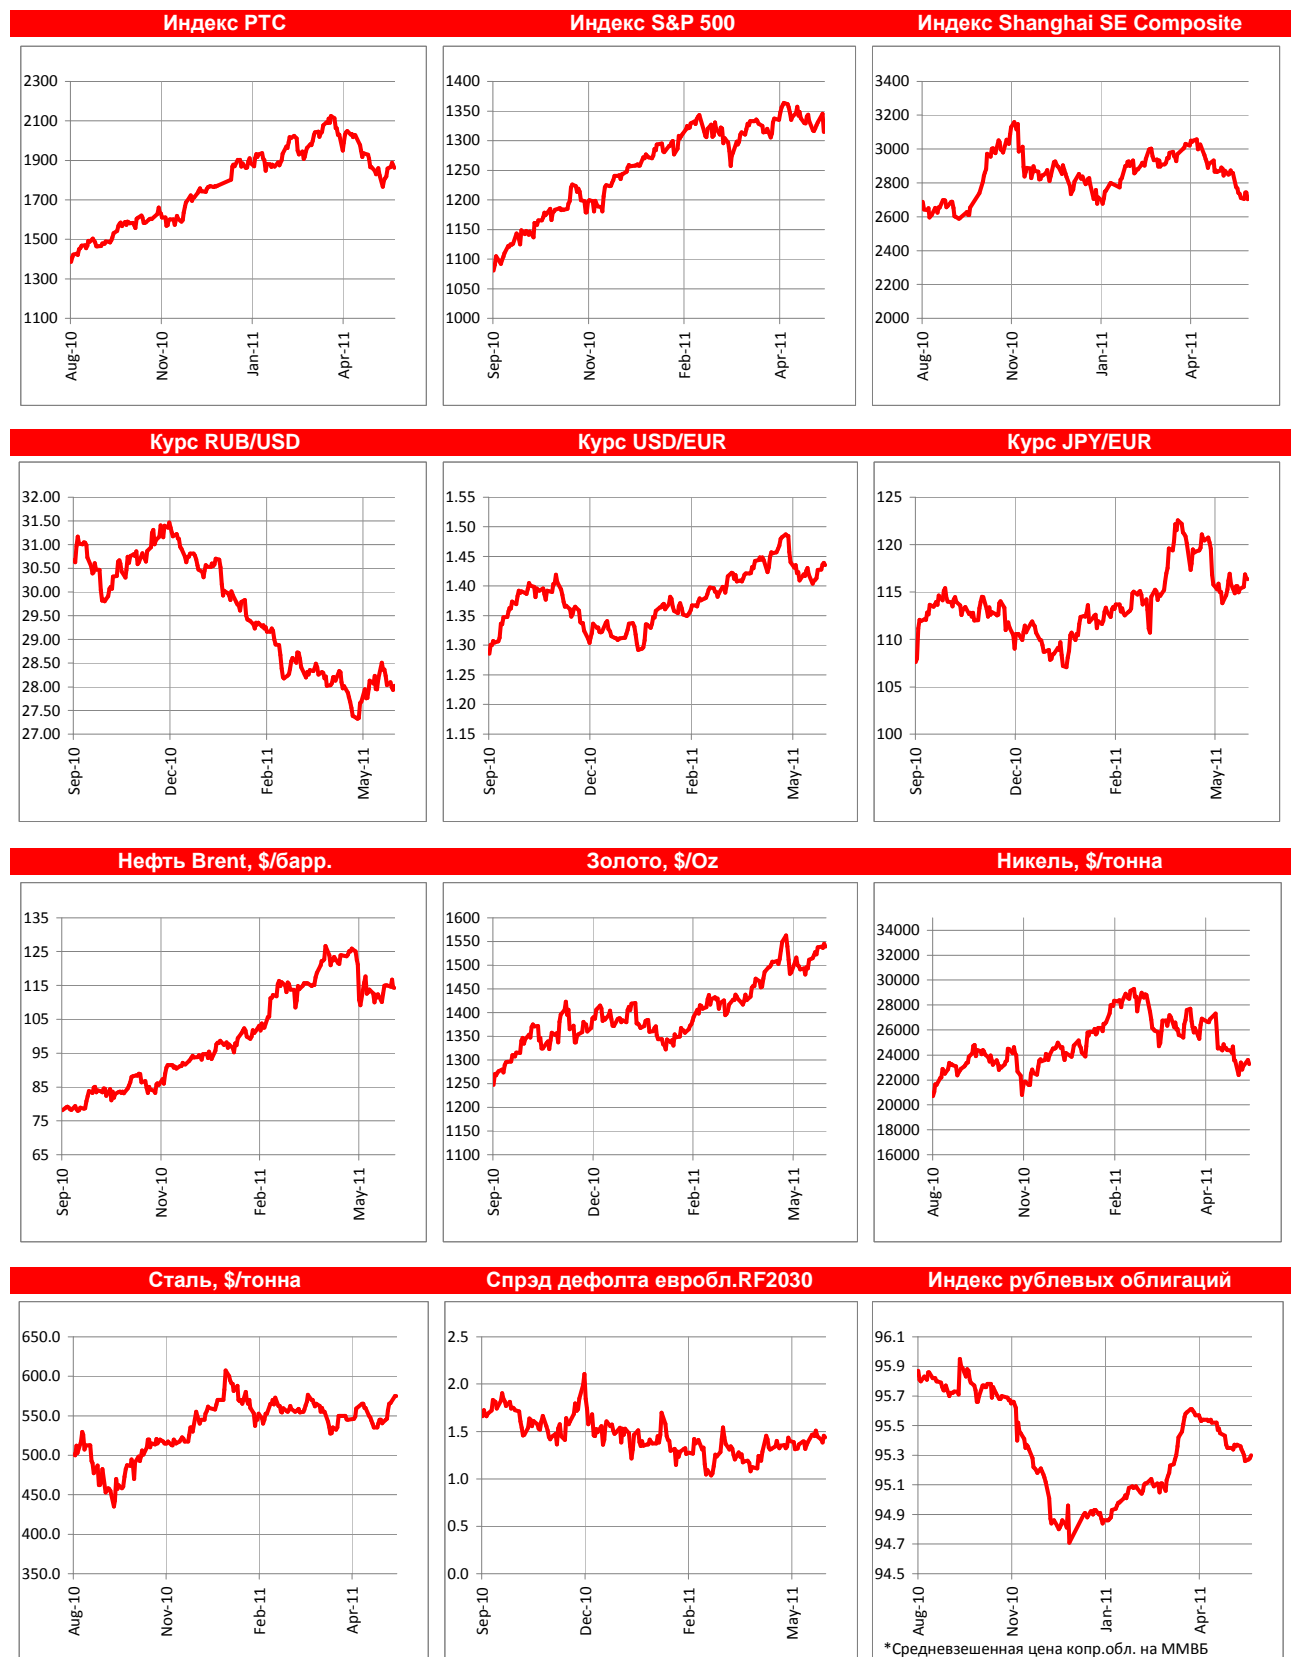 Индекс РТС
2300
2100
1900
1700
1500
1300
1100
Aug-10
Nov-10
Jan-11
Apr-11
Индекс S&P 500
1400
1350
1300
1250
1200
1150
1100
1050
1000
Sep-10
Nov-10
Feb-11
Apr-11
Индекс Shanghai SE Composite
3400
3200
3000
2800
2600
2400
2200
2000
Aug-10
Nov-10
Jan-11
Apr-11
Курс RUB/USD
32.00
31.50
31.00
30.50
30.00
29.50
29.00
28.50
28.00
27.50
27.00
Sep-10
Dec-10
Feb-11
May-11
Курс USD/EUR
1.55
1.50
1.45
1.40
1.35
1.30
1.25
1.20
1.15
Sep-10
Dec-10
Feb-11
May-11
Курс JPY/EUR
125
120
115
110
105
100
Sep-10
Dec-10
Feb-11
May-11
Нефть Brent, $/барр.
135
125
115
105
95
85
75
65
Sep-10
Nov-10
Feb-11
May-11
Золото, $/Oz
1600
1550
1500
1450
1400
1350
1300
1250
1200
1150
1100
Sep-10
Dec-10
Feb-11
May-11
Никель, $/тонна
34000
30000
28000
26000
24000
22000
20000
18000
16000
Aug-10
Nov-10
Feb-11
Apr-11
Сталь, $/тонна
650.0
600.0
550.0
500.0
450.0
400.0
350.0
Aug-10
Nov-10
Feb-11
Apr-11
Спрэд дефолта евробл.RF2030
2.5
2.0
1.5
1.0
0.5
0.0
Sep-10
Dec-10
Feb-11
May-11
Индекс рублевых облигаций
96.1
95.9
95.7
95.5
95.3
95.1
94.9
94.7
94.5
Aug-10
Nov-10
Jan-11
Apr-11
*Средневзешенная цена копр.обл. на ММВБ